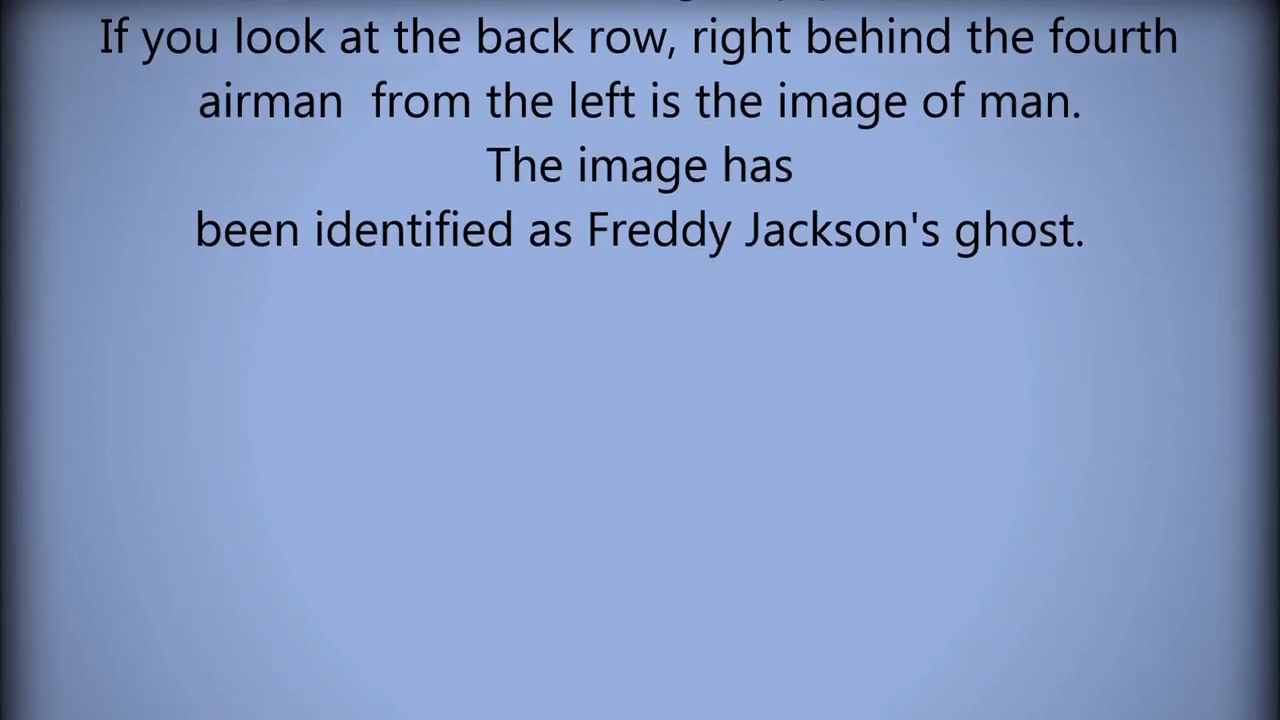 If you look at the back row, right behind the fourth
airman  from the left is the image of man.
The image has
been identified as Freddy Jackson's ghost.